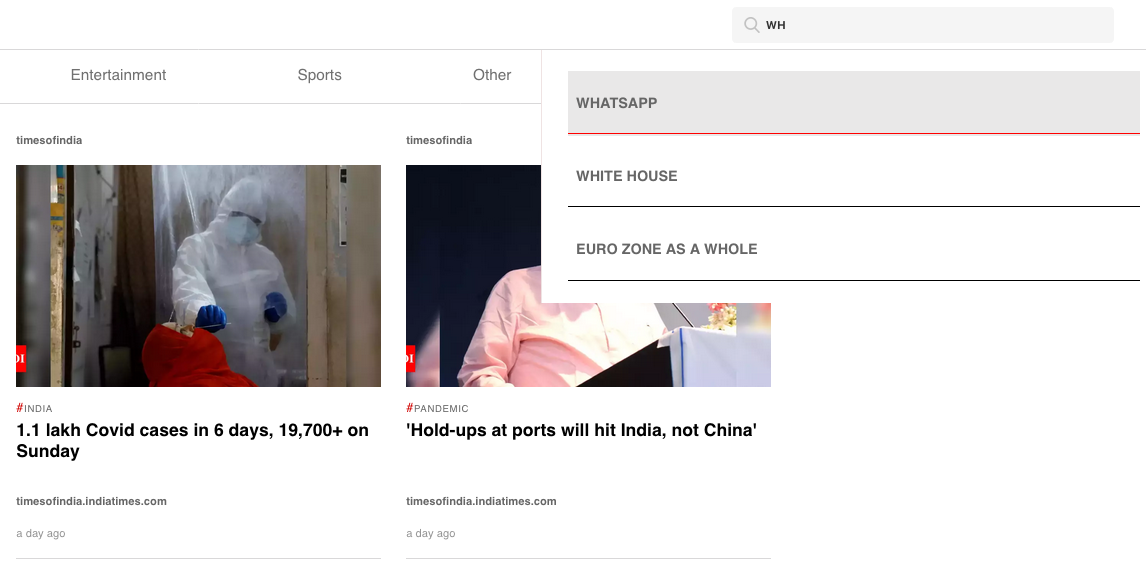 WH
Entertainment
Sports
Other
WHATSAPP
WHITE HOUSE
EURO ZONE AS A WHOLE
timesofindia
#INDIA
1.1 lakh Covid cases in 6 days, 19,700+ on
Sunday
timesofindia.indiatimes.com
a day ago
timesofindia
#PANDEMIC
'Hold-ups at ports will hit India, not China'
timesofindia.indiatimes.com
a day ago